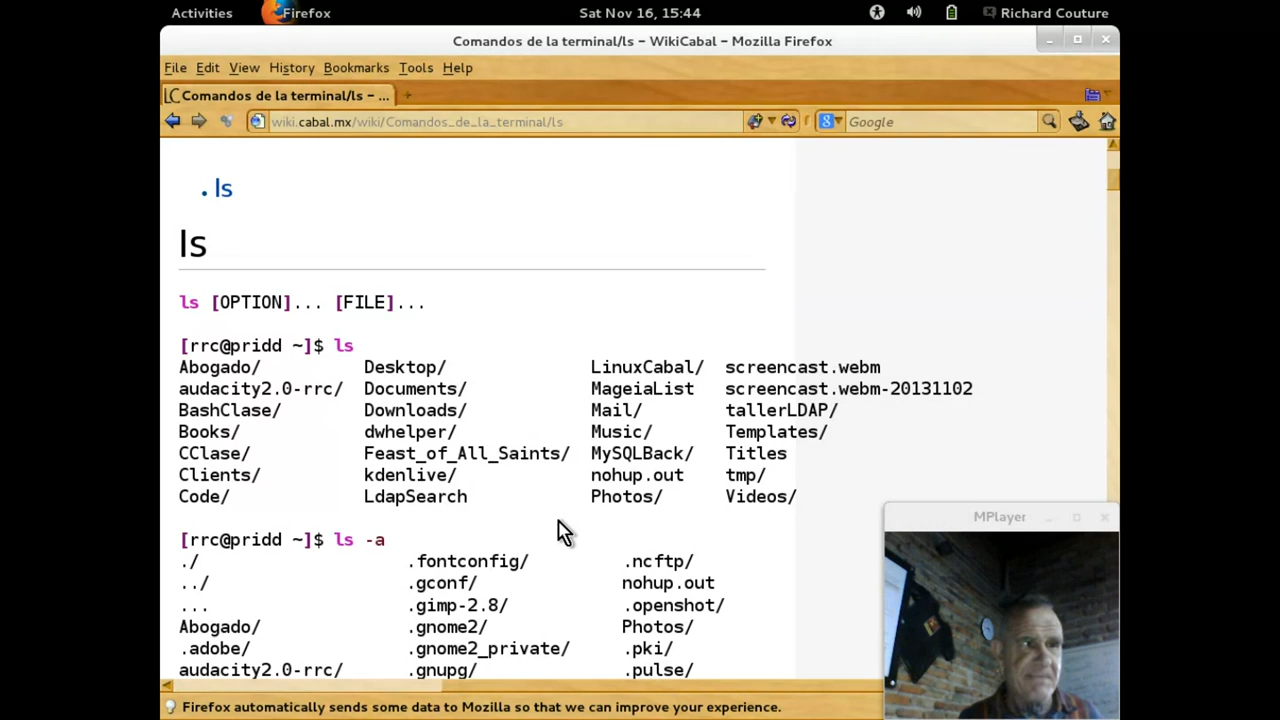 Activities Firefox Sat Nov 16, 15:44 Richard Couture
Comandos de la terminal/ls – WikiCabal – Mozilla Firefox
File Edit View History Bookmarks Tools Help
Comandos de la terminal/ls – ...
wiki.cabal.mx/wiki/Comandos_de_la_terminal/ls Google
. ls
ls
ls [OPTION]... [FILE]...
[rrc@pridd ~]$ ls
Abogado/ Desktop/ LinuxCabal/ screencast.webm
audacity2.0-rrc/ Documents/ MageiaList screencast.webm-20131102
BashClase/ Downloads/ Mail/ tallerLDAP/
Books/ dwhelper/ Music/ Templates/
CClase/ Feast_of_All_Saints/ MySQLBack/ Titles
Clients/ kdenlive/ nohup.out tmp/
Code/ LdapSearch Photos/ Videos/
[rrc@pridd ~]$ ls -a
./ .fontconfig/ .ncftp/
../ .gconf/ nohup.out
... .gimp-2.8/ .openshot/
Abogado/ .gnome2/ Photos/
.adobe/ .gnome2_private/ .pki/
audacity2.0-rrc/ .gnupg/ .pulse/
MPlayer
Firefox automatically sends some data to Mozilla so that we can improve your experience.